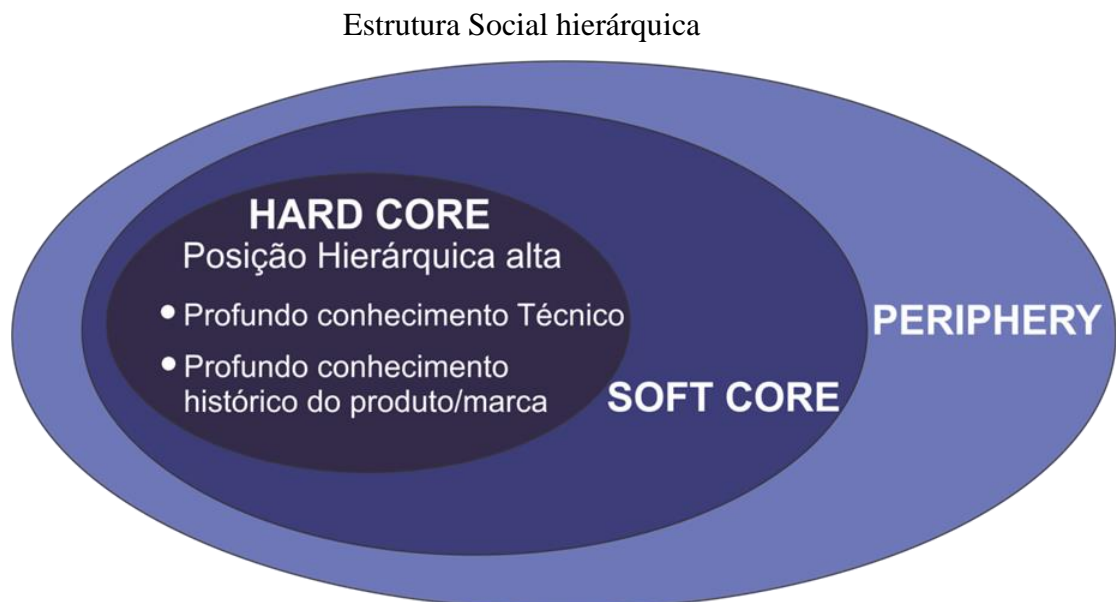 Estrutura Social hierárquica
HARD CORE
Posição Hierárquica alta
• Profundo conhecimento Técnico
• Profundo conhecimento
histórico do produto/marca
SOFT CORE
PERIPHERY